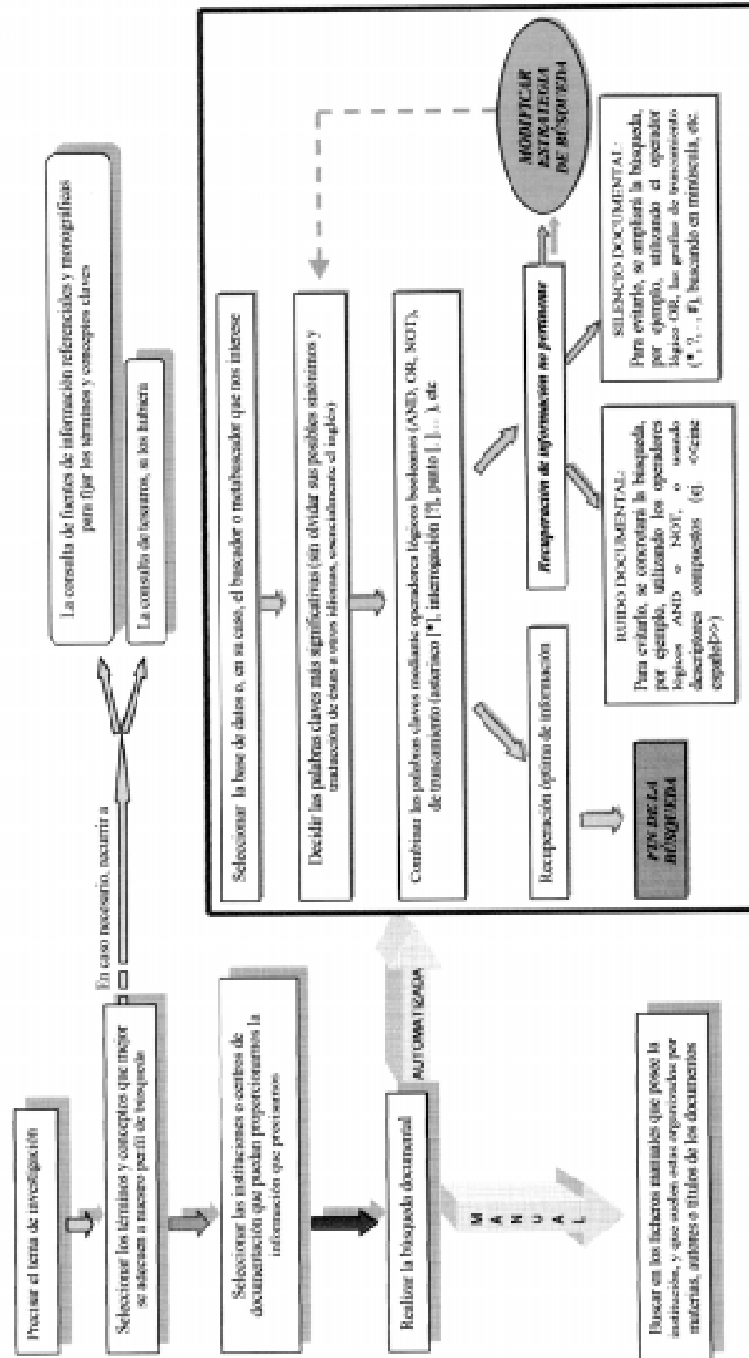 Precisar el tema de investigación
Seleccionar los términos y conceptos que mejor
se adecuen a nuestro perfil de búsqueda
En caso necesario, recurrir a
La consulta de fuentes de información referenciales y monográficas
para fijar los términos y conceptos claves
La consulta de tesauros, si los hubiera
Seleccionar las instituciones o centros de
documentación que puedan proporcionarnos la
información que precisamos
Realizar la búsqueda documental
AUTOMATIZADA
MANUAL
Buscar en los ficheros manuales que posee la
institución, y que suelen estar organizados por
materias, autores o títulos de los documentos
Seleccionar la base de datos o, en su caso, el buscador o metabuscador que nos interese
Decidir las palabras claves más significativas (sin olvidar sus posibles sinónimos y
traducción de éstas a otros idiomas, esencialmente el inglés)
Combinar las palabras claves mediante operadores lógicos booleanos (AND, OR, NOT),
de truncamiento (asterisco [*], interrogación [?], punto [.]... ), etc
Recuperación óptima de información
FIN DE LA
BÚSQUEDA
Recuperación de información no pertinente
MODIFICAR
ESTRATEGIA
DE BÚSQUEDA
RUIDO DOCUMENTAL:
Para evitarlo, se concretará la búsqueda,
por ejemplo, utilizando los operadores
lógicos AND o NOT, o usando
descriptores compuestos (ej. <<cine
español>>)
SILENCIO DOCUMENTAL:
Para evitarlo, se ampliará la búsqueda,
por ejemplo, utilizando el operador
lógico OR, las grafías de truncamiento
(*, ?, ., #), buscando en minúscula, etc.